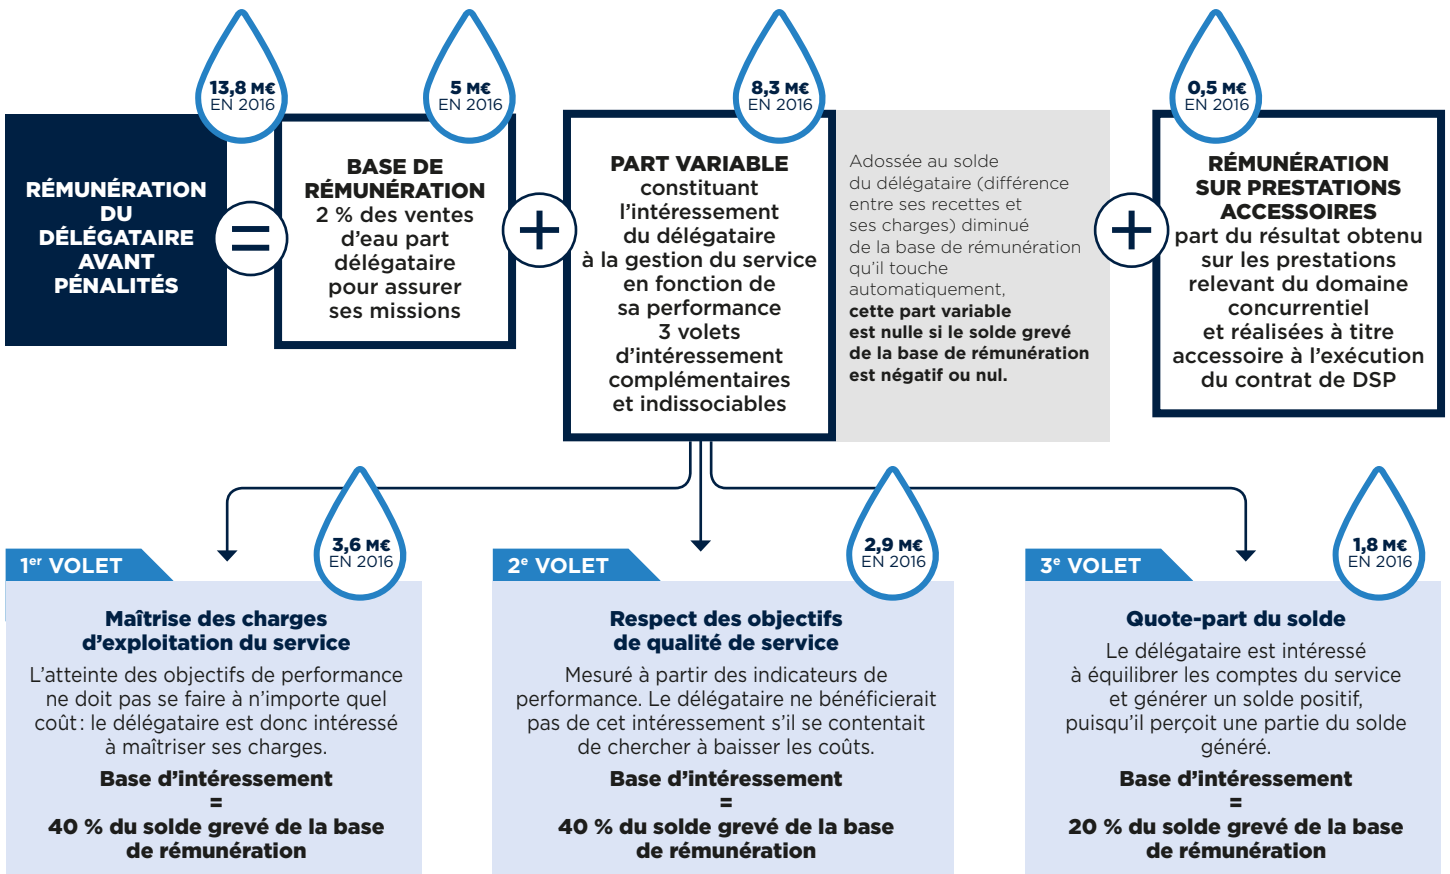 13,8 M€
EN 2016
5 M€
EN 2016
8,3 M€
EN 2016
0,5 M€
EN 2016
RÉMUNÉRATION
DU
DÉLÉGATAIRE
AVANT
PÉNALITÉS
=
BASE DE
RÉMUNÉRATION
2 % des ventes
d'eau part
délégataire
pour assurer
ses missions
+
PART VARIABLE
constituant
l'intéressement
du délégataire
à la gestion du service
en fonction de
sa performance
3 volets
d'intéressement
complémentaires
et indissociables
Adossée au solde
du délégataire (différence
entre ses recettes et
ses charges) diminué
de la base de rémunération
qu'il touche
automatiquement,
cette part variable
est nulle si le solde grevé
de la base de rémunération
est négatif ou nul.
+
RÉMUNÉRATION
SUR PRESTATIONS
ACCESSOIRES
part du résultat obtenu
sur les prestations
relevant du domaine
concurrentiel
et réalisées à titre
accessoire à l'exécution
du contrat de DSP
3,6 M€
EN 2016
1er VOLET
Maîtrise des charges
d'exploitation du service
L'atteinte des objectifs de performance
ne doit pas se faire à n'importe quel
coût : le délégataire est donc intéressé
à maîtriser ses charges.
Base d'intéressement
=
40 % du solde grevé de la base
de rémunération
2,9 M€
EN 2016
2e VOLET
Respect des objectifs
de qualité de service
Mesuré à partir des indicateurs de
performance. Le délégataire ne bénéficierait
pas de cet intéressement s'il se contentait
de chercher à baisser les coûts.
Base d'intéressement
=
40 % du solde grevé de la base
de rémunération
1,8 M€
EN 2016
3e VOLET
Quote-part du solde
Le délégataire est intéressé
à équilibrer les comptes du service
et générer un solde positif,
puisqu'il perçoit une partie du solde
généré.
Base d'intéressement
=
20 % du solde grevé de la base
de rémunération